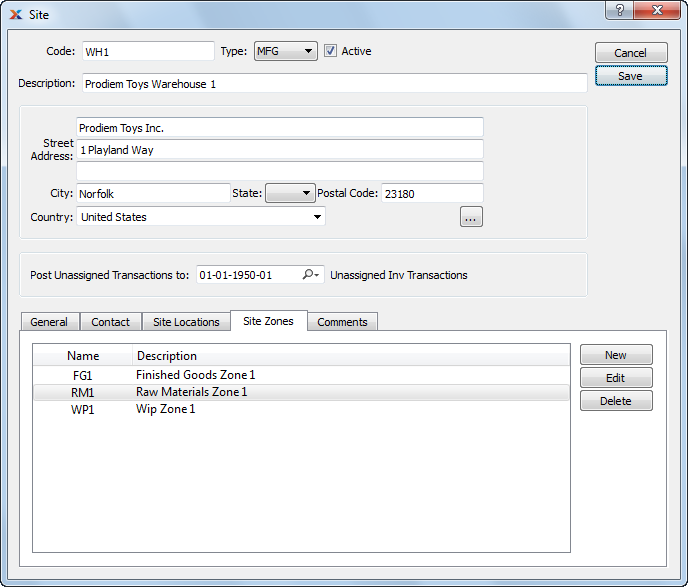 Site
?
Code: WH1 Type: MFG Active Cancel
Save
Description: Prodiem Toys Warehouse 1
Prodiem Toys Inc.
Street Address: 1 Playland Way
City: Norfolk State: Postal Code: 23180
Country: United States ...
Post Unassigned Transactions to: 01-01-1950-01 Unassigned Inv Transactions
General Contact Site Locations Site Zones Comments
Name Description New
FG1 Finished Goods Zone 1 Edit
RM1 Raw Materials Zone 1 Delete
WP1 Wip Zone 1